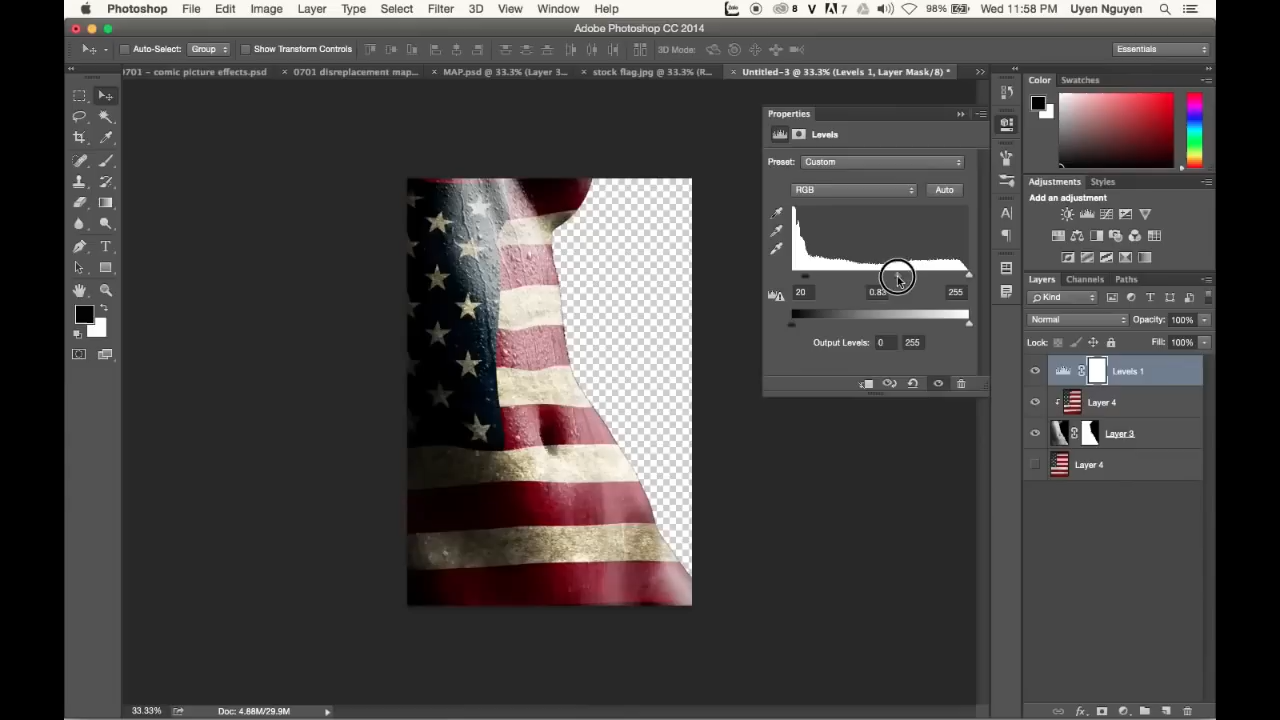 Photoshop File Edit Image Layer Type Select Filter 3D View Window Help 8 7 98% Wed 11:58 PM Uyen Nguyen
Adobe Photoshop CC 2014
Auto-Select: Group Show Transform Controls 3D Mode: Essentials
0701 - comic picture effects.psd 0701 disreplacement map... MAP.psd @ 33.3% (Layer 3... stock flag.jpg @ 33.3% (R... Untitled-3 @ 33.3% (Levels 1, Layer Mask/8) *
Color Swatches
Properties
Levels
Preset: Custom
RGB Auto
20 255
Output Levels: 0 255
Adjustments Styles
Add an adjustment
Layers Channels Paths
Kind
Normal Opacity: 100%
Lock: Fill: 100%
Levels 1
Layer 4
Layer 3
Layer 4
33.33% Doc: 4.88M/29.9M